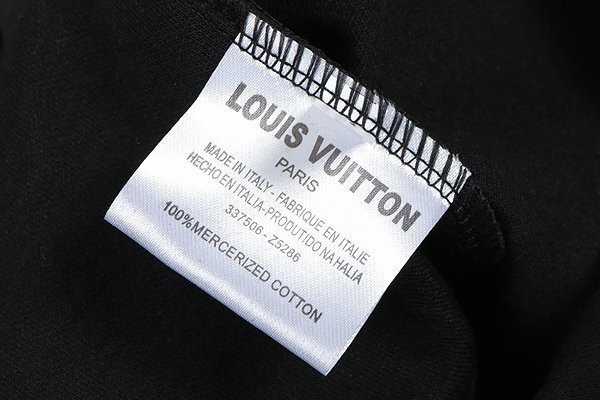 LOUIS VUITTON
PARIS
MADE IN ITALY - FABRIQUE EN ITALIE
HECHO EN ITALIA-PRODUTIDO NA HALIA
337506 - Z5286
100%MERCERIZED COTTON